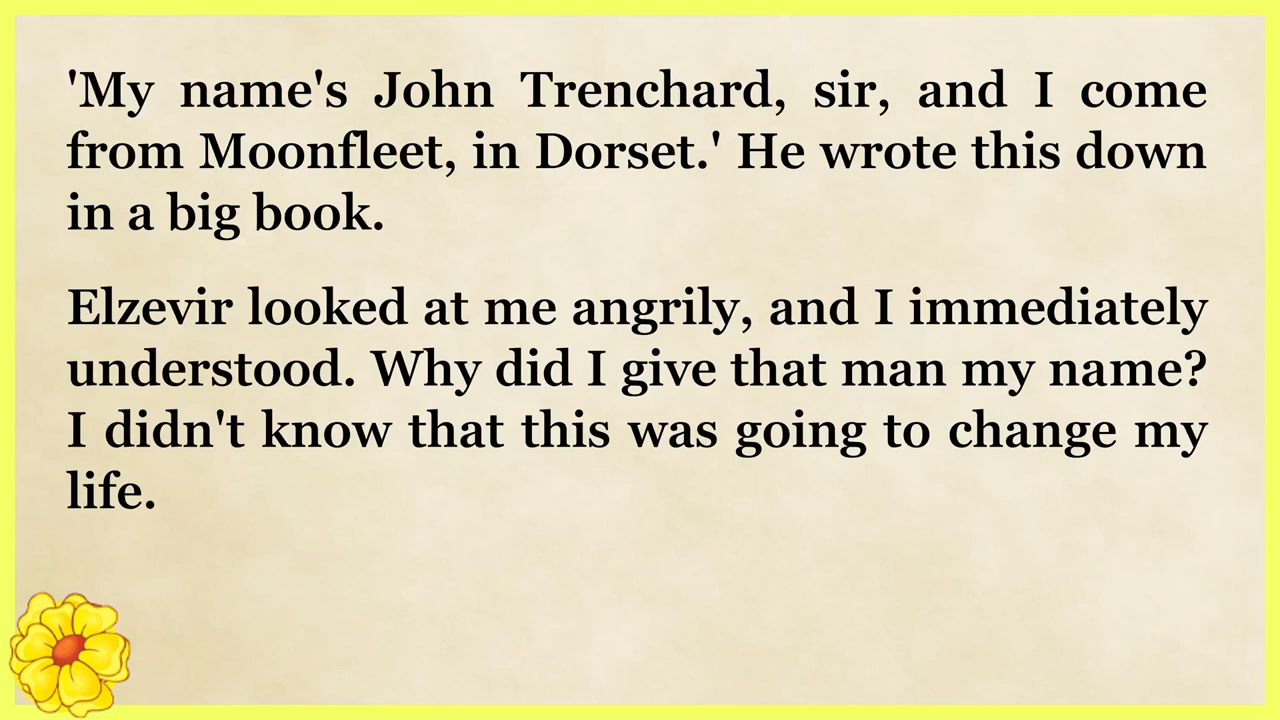 'My name's John Trenchard, sir, and I come
from Moonfleet, in Dorset.' He wrote this down
in a big book.
Elzevir looked at me angrily, and I immediately
understood. Why did I give that man my name?
I didn't know that this was going to change my
life.